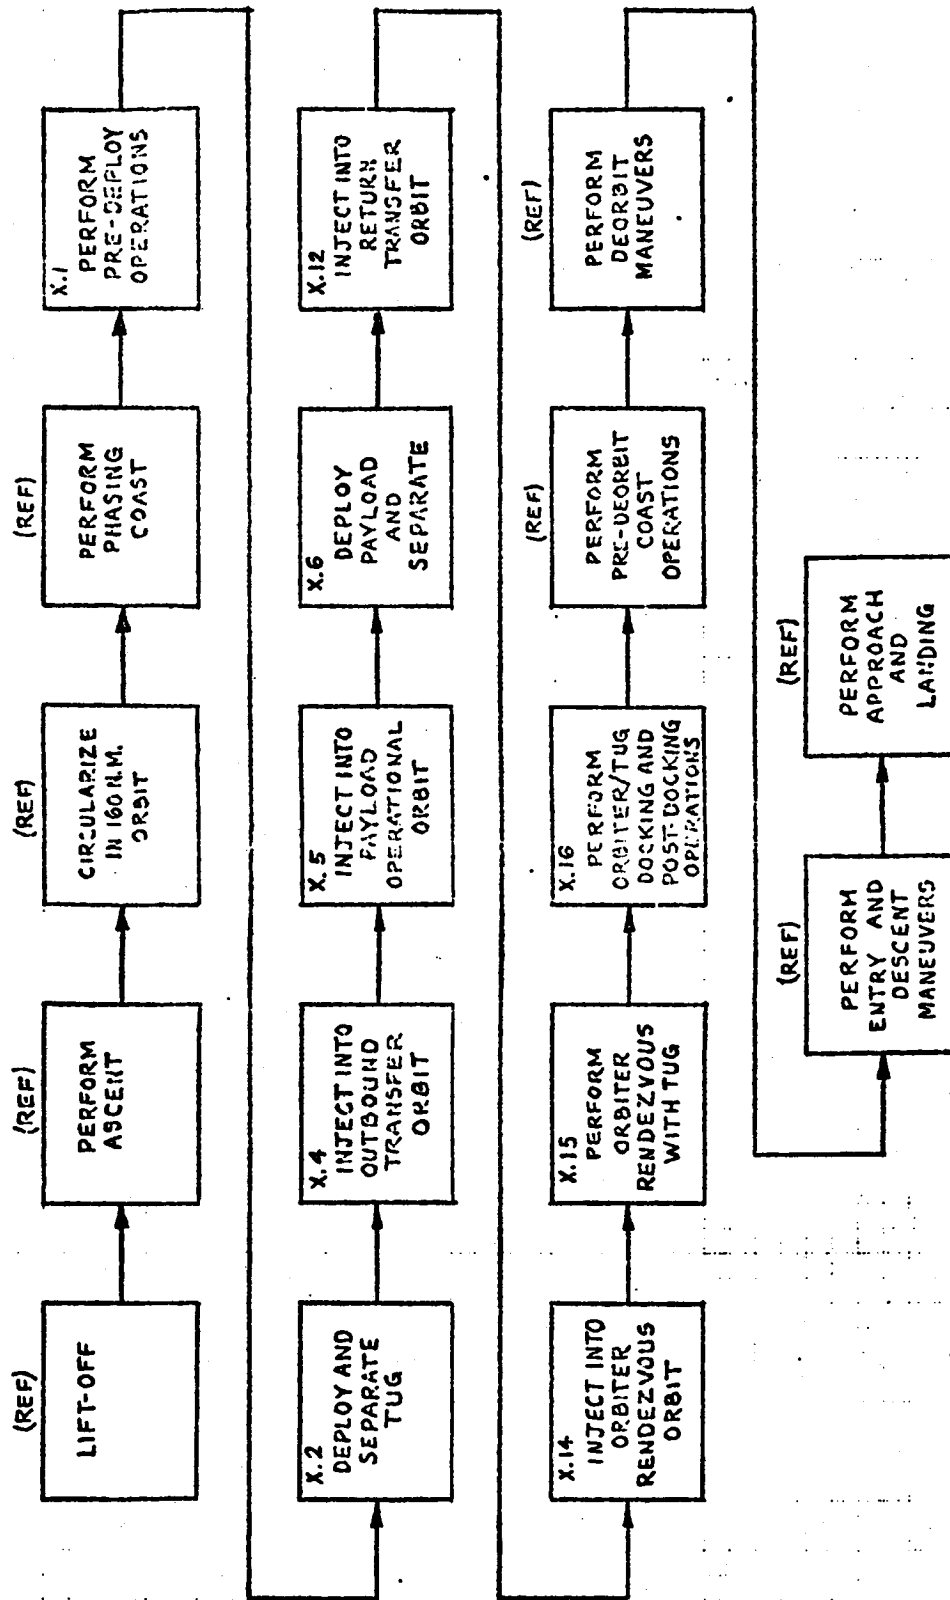 (REF)
LIFT-OFF
(REF)
PERFORM
ASCENT
(REF)
CIRCULARIZE
IN 160 N.M.
ORBIT
(REF)
PERFORM
PHASING
COAST
X.1
PERFORM
PRE-DEPLOY
OPERATIONS
X.2
DEPLOY AND
SEPARATE
TUG
X.4
INJECT INTO
OUTBOUND
TRANSFER
ORBIT
X.5
INJECT INTO
PAYLOAD
OPERATIONAL
ORBIT
X.6
DEPLOY
PAYLOAD
AND
SEPARATE
X.12
INJECT INTO
RETURN
TRANSFER
ORBIT
X.14
INJECT INTO
ORBITER
RENDEZVOUS
ORBIT
X.15
PERFORM
ORBITER
RENDEZVOUS
WITH TUG
X.16
PERFORM
ORBITER/TUG
DOCKING AND
POST-DOCKING
OPERATIONS
(REF)
PERFORM
PRE-DEORBIT
COAST
OPERATIONS
(REF)
PERFORM
DEORBIT
MANEUVERS
(REF)
PERFORM
ENTRY AND
DESCENT
MANEUVERS
(REF)
PERFORM
APPROACH
AND
LANDING